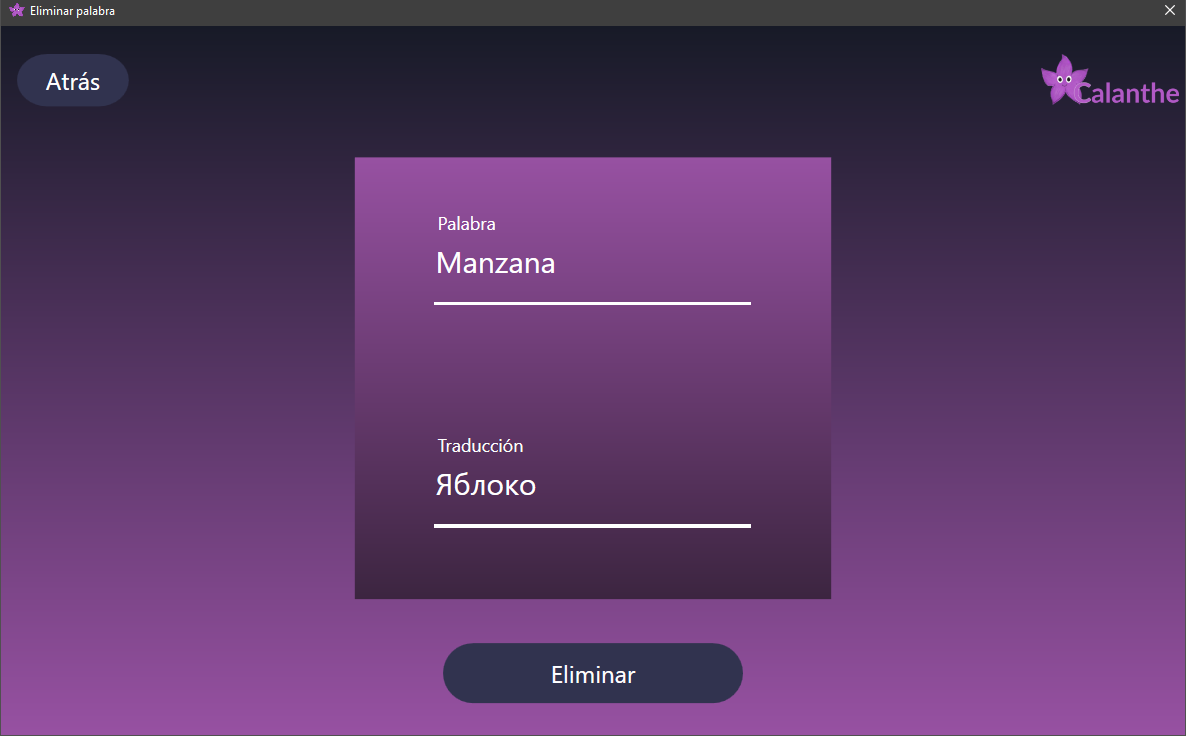 Eliminar palabra
Atrás
Calanthe
Palabra
Manzana
Traducción
Яблоко
Eliminar